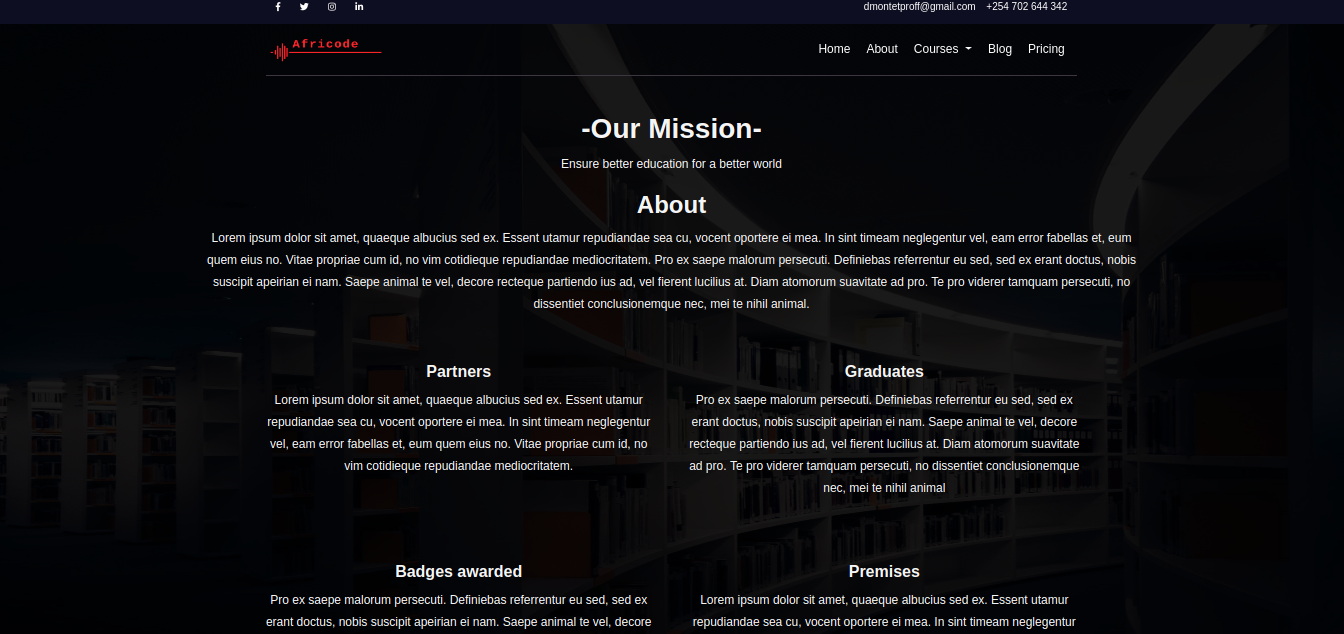 dmontetproff@gmail.com +254 702 644 342
Africode
Home About Courses Blog Pricing
-Our Mission-
Ensure better education for a better world
About
Lorem ipsum dolor sit amet, quaeque albucius sed ex. Essent utamur repudiandae sea cu, vocent oportere ei mea. In sint timeam neglegentur vel, eam error fabellas et, eum
quem eius no. Vitae propriae cum id, no vim cotidieque repudiandae mediocritatem. Pro ex saepe malorum persecuti. Definiebas referrentur eu sed, sed ex erant doctus, nobis
suscipit apeirian ei nam. Saepe animal te vel, decore recteque partiendo ius ad, vel fierent lucilius at. Diam atomorum suavitate ad pro. Te pro viderer tamquam persecuti, no
dissentiet conclusionemque nec, mei te nihil animal.
Partners
Lorem ipsum dolor sit amet, quaeque albucius sed ex. Essent utamur
repudiandae sea cu, vocent oportere ei mea. In sint timeam neglegentur
vel, eam error fabellas et, eum quem eius no. Vitae propriae cum id, no
vim cotidieque repudiandae mediocritatem.
Graduates
Pro ex saepe malorum persecuti. Definiebas referrentur eu sed, sed ex
erant doctus, nobis suscipit apeirian ei nam. Saepe animal te vel, decore
recteque partiendo ius ad, vel fierent lucilius at. Diam atomorum suavitate
ad pro. Te pro viderer tamquam persecuti, no dissentiet conclusionemque
nec, mei te nihil animal
Badges awarded
Pro ex saepe malorum persecuti. Definiebas referrentur eu sed, sed ex
erant doctus, nobis suscipit apeirian ei nam. Saepe animal te vel, decore
Premises
Lorem ipsum dolor sit amet, quaeque albucius sed ex. Essent utamur
repudiandae sea cu, vocent oportere ei mea. In sint timeam neglegentur